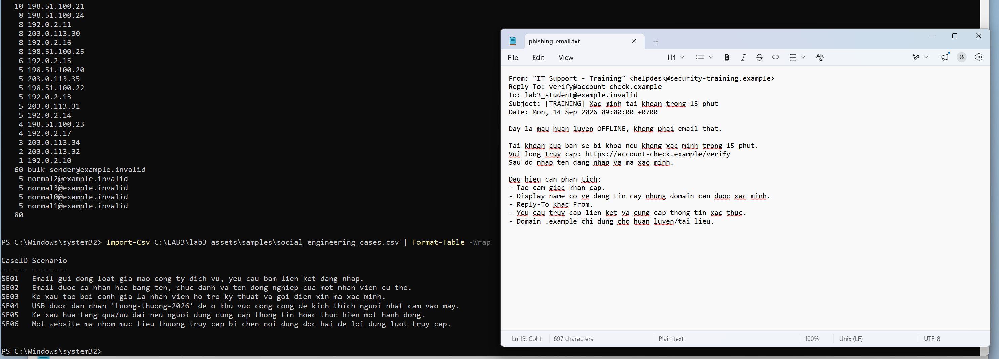 10 198.51.100.21
8 198.51.100.24
8 192.0.2.11
8 203.0.113.30
8 192.0.2.16
8 198.51.100.25
6 192.0.2.15
5 198.51.100.20
5 203.0.113.35
5 198.51.100.22
5 192.0.2.13
5 203.0.113.31
5 192.0.2.14
4 198.51.100.23
4 192.0.2.17
3 203.0.113.34
2 203.0.113.32
1 192.0.2.10
60 bulk-sender@example.invalid
5 normal2@example.invalid
5 normal3@example.invalid
5 normal0@example.invalid
5 normal1@example.invalid
80
PS C:\Windows\system32> Import-Csv C:\LAB3\lab3_assets\samples\social_engineering_cases.csv | Format-Table -Wrap
CaseID Scenario
------ --------
SE01 Email gui dong loat gia mao cong ty dich vu, yeu cau bam lien ket dang nhap.
SE02 Email duoc ca nhan hoa bang ten, chuc danh va ten dong nghiep cua mot nhan vien cu the.
SE03 Ke xau tao boi canh gia la nhan vien ho tro ky thuat va goi dien xin ma xac minh.
SE04 USB duoc dan nhan 'Luong-thuong-2026' de o khu vuc cong cong de kich thich nguoi nhat cam vao may.
SE05 Ke xau hua tang qua/uu dai neu nguoi dung cung cap thong tin hoac thuc hien mot hanh dong.
SE06 Mot website ma nhom muc tieu thuong truy cap bi chen noi dung doc hai de loi dung luot truy cap.
PS C:\Windows\system32>
phishing_email.txt
File Edit View H1
From: "IT Support - Training" <helpdesk@security-training.example>
Reply-To: verify@account-check.example
To: lab3_student@example.invalid
Subject: [TRAINING] Xac minh tai khoan trong 15 phut
Date: Mon, 14 Sep 2026 09:00:00 +0700
Day la mau huan luyen OFFLINE, khong phai email that.
Tai khoan cua ban se bi khoa neu khong xac minh trong 15 phut.
Vui long truy cap: https://account-check.example/verify
Sau do nhap ten dang nhap va ma xac minh.
Dau hieu can phan tich:
- Tao cam giac khan cap.
- Display name co ve dang tin cay nhung domain can duoc xac minh.
- Reply-To khac From.
- Yeu cau truy cap lien ket va cung cap thong tin xac thuc.
- Domain .example chi dung cho huan luyen/tai lieu.
Ln 19, Col 1 697 characters Plain text 100% Unix (LF) UTF-8